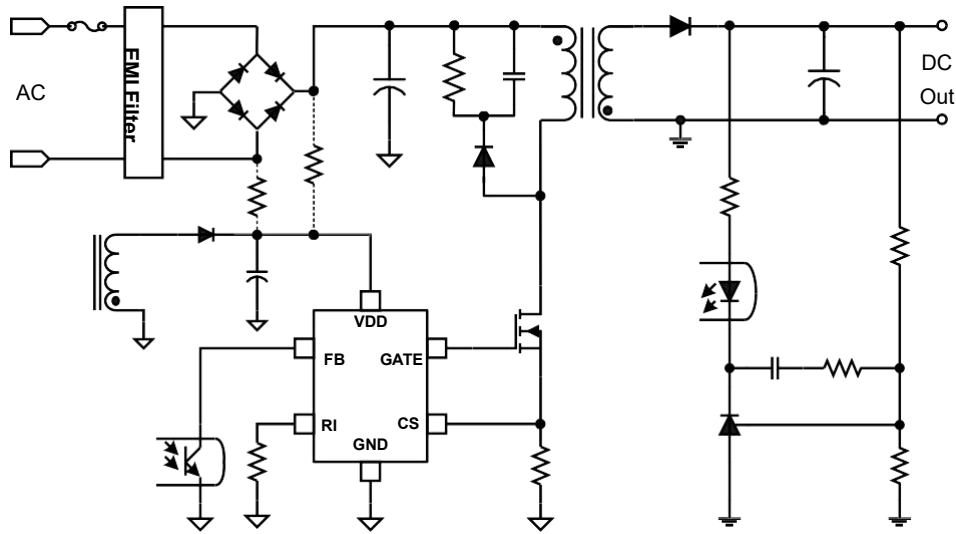 AC
EMI Filter
DC
Out
VDD
FB
GATE
RI
CS
GND